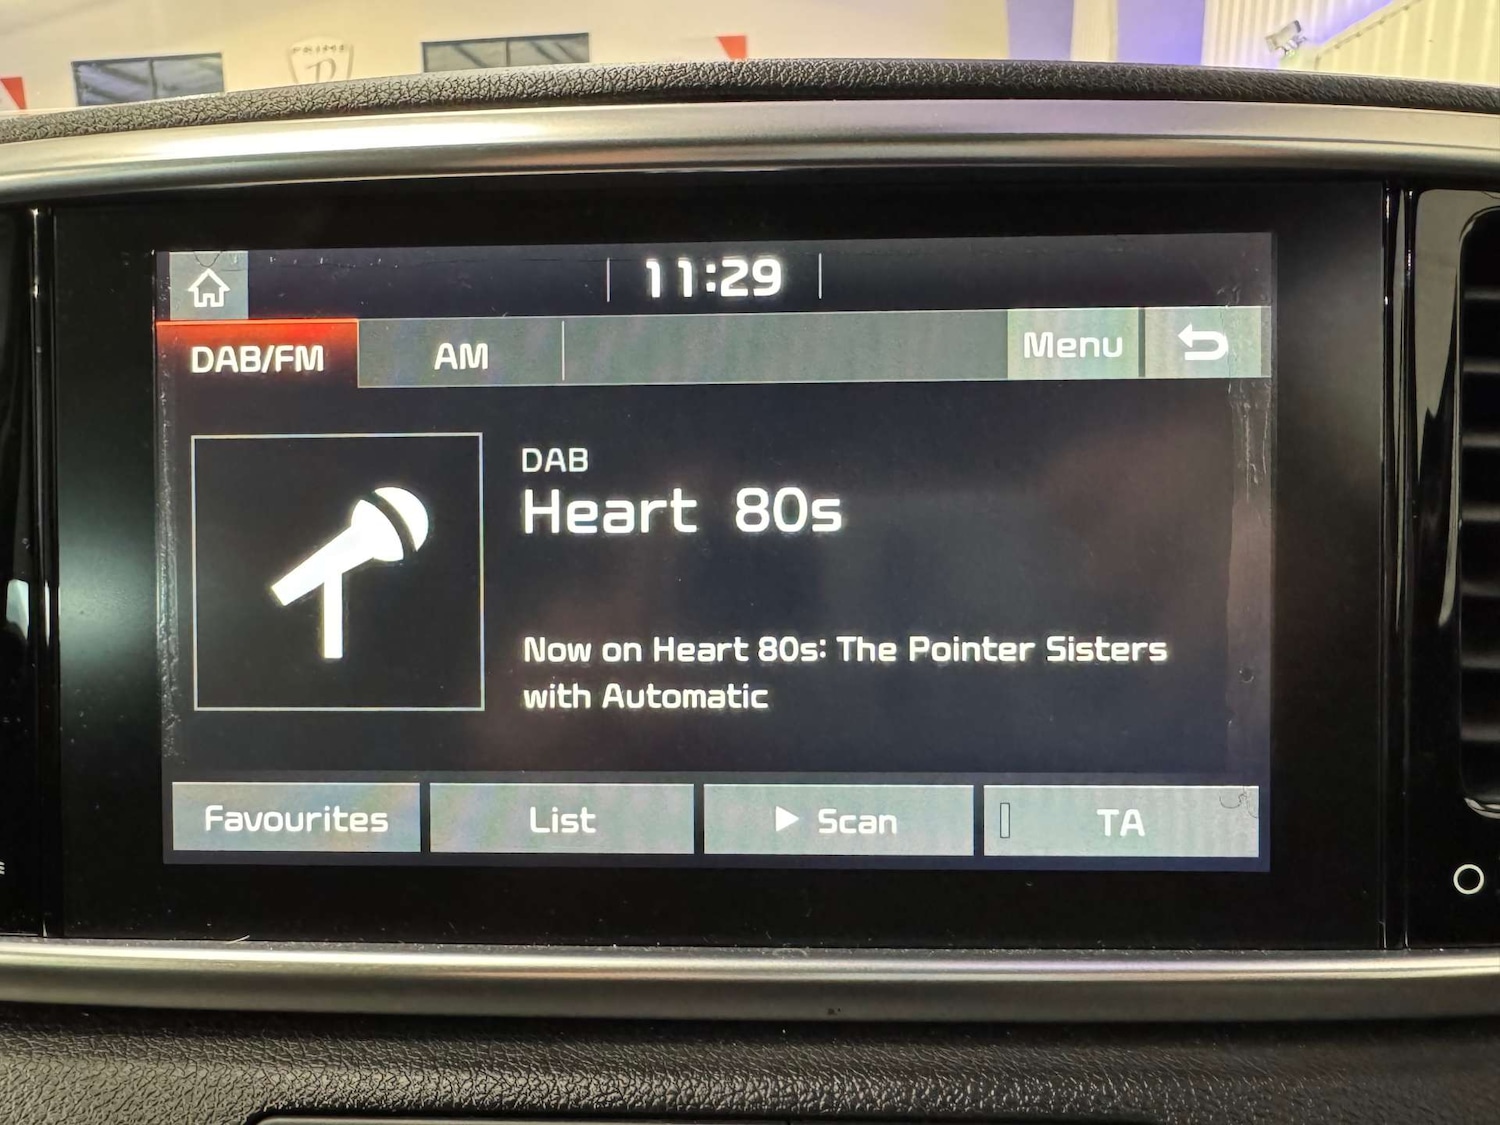 PRIME
11:29
DAB/FM
AM
Menu
DAB
Heart 80s
Now on Heart 80s: The Pointer Sisters
with Automatic
Favourites
List
Scan
TA